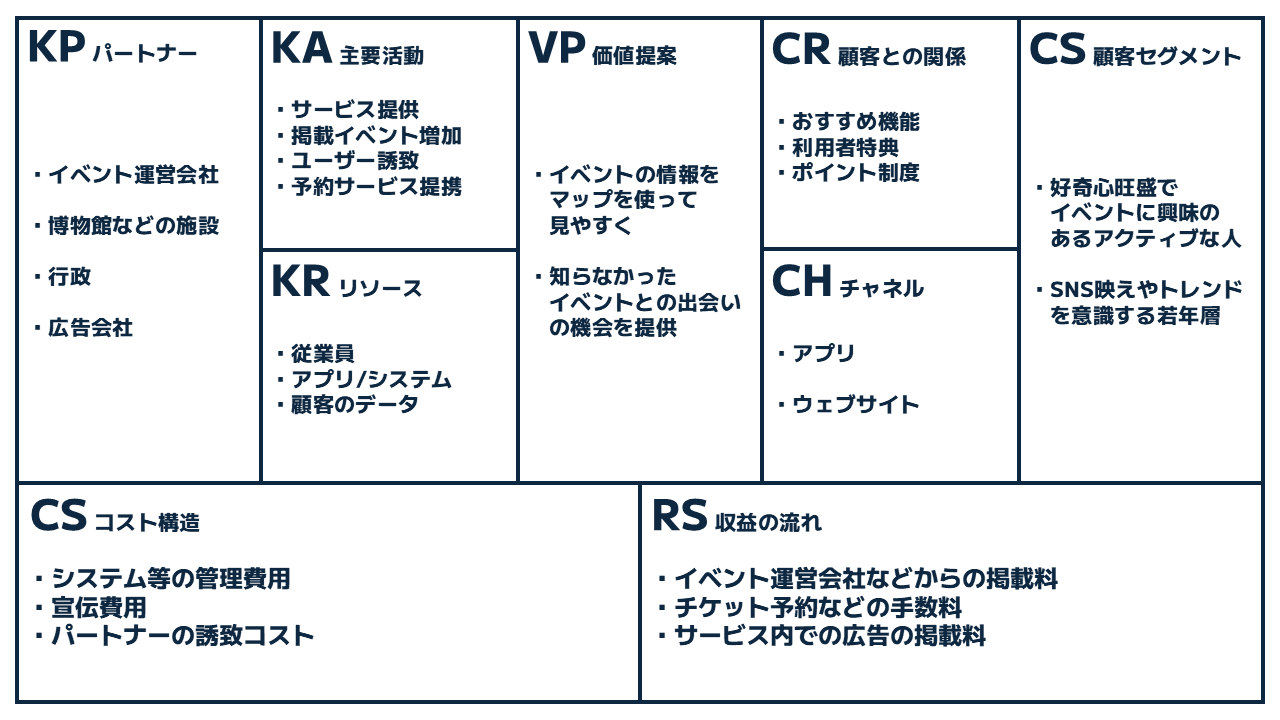 KP パートナー
・イベント運営会社
・博物館などの施設
・行政
・広告会社
KA 主要活動
・サービス提供
・掲載イベント増加
・ユーザー誘致
・予約サービス提携
KR リソース
・従業員
・アプリ/システム
・顧客のデータ
VP 価値提案
・イベントの情報を
マップを使って
見やすく
・知らなかった
イベントとの出会い
の機会を提供
CR 顧客との関係
・おすすめ機能
・利用者特典
・ポイント制度
CH チャネル
・アプリ
・ウェブサイト
CS 顧客セグメント
・好奇心旺盛で
イベントに興味の
あるアクティブな人
・SNS映えやトレンド
を意識する若年層
CS コスト構造
・システム等の管理費用
・宣伝費用
・パートナーの誘致コスト
RS 収益の流れ
・イベント運営会社などからの掲載料
・チケット予約などの手数料
・サービス内での広告の掲載料